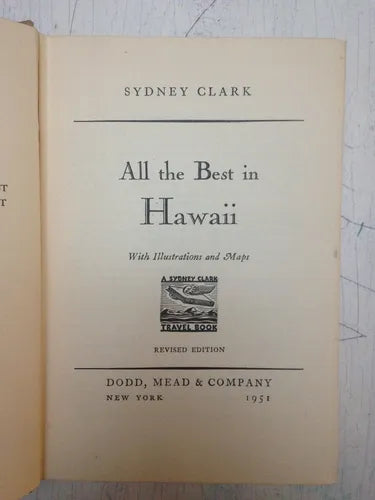 ST
T
SYDNEY CLARK
All the Best in
Hawaii
With Illustrations and Maps
A SYDNEY CLARK
TRAVEL BOOK
REVISED EDITION
DODD, MEAD & COMPANY
NEW YORK 1951